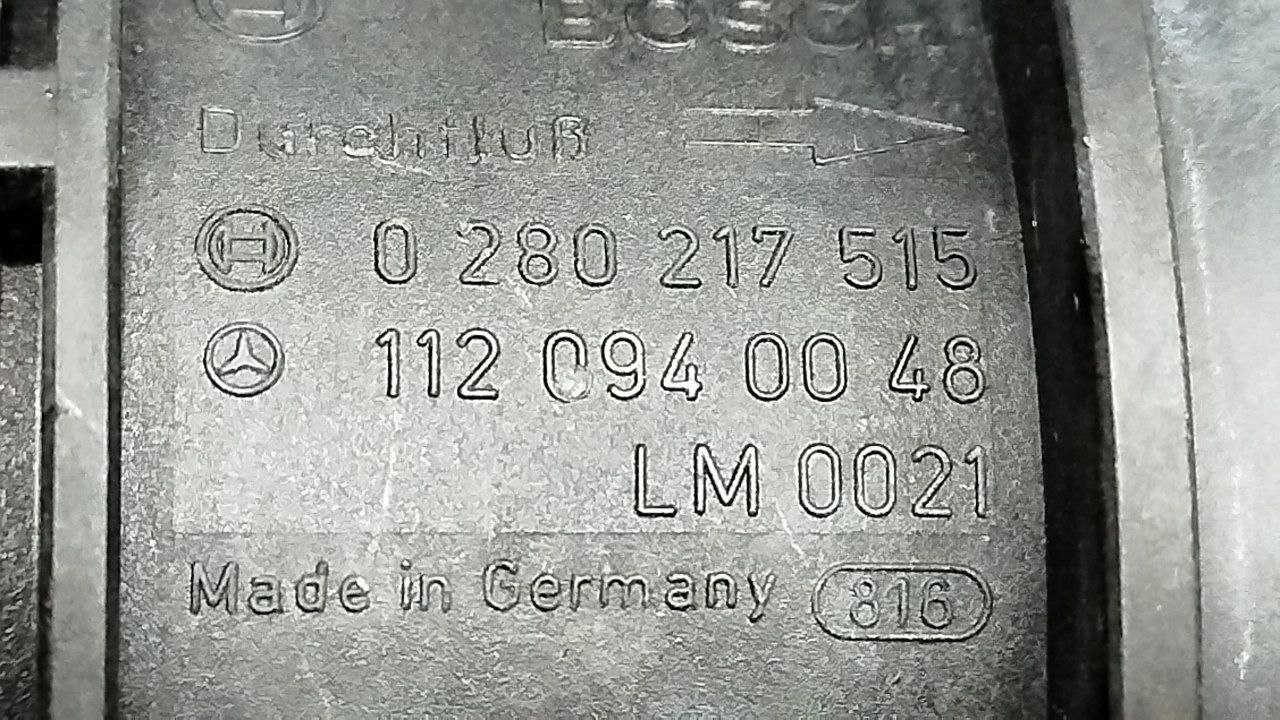 BOSCH
Durchfluß
0 280 217 515
112 094 00 48
LM 0021
Made in Germany 816